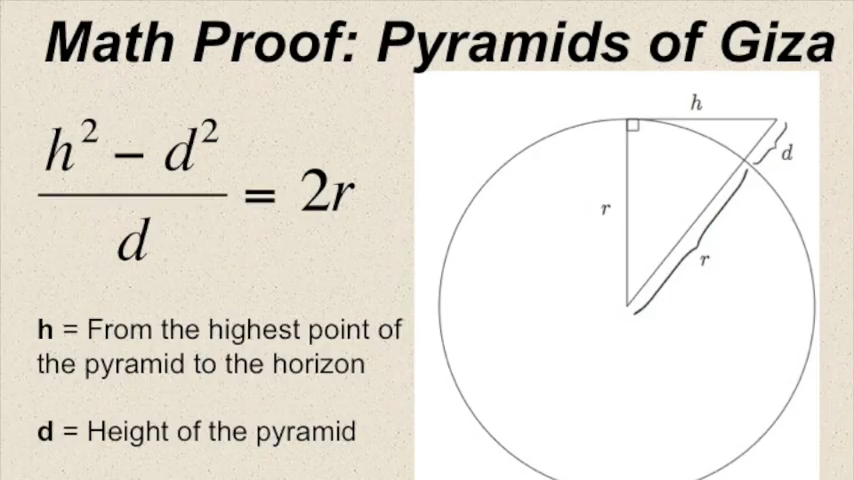 Math Proof: Pyramids of Giza
h² − d²
d
= 2r
h = From the highest point of
the pyramid to the horizon
d = Height of the pyramid
h
d
r
r